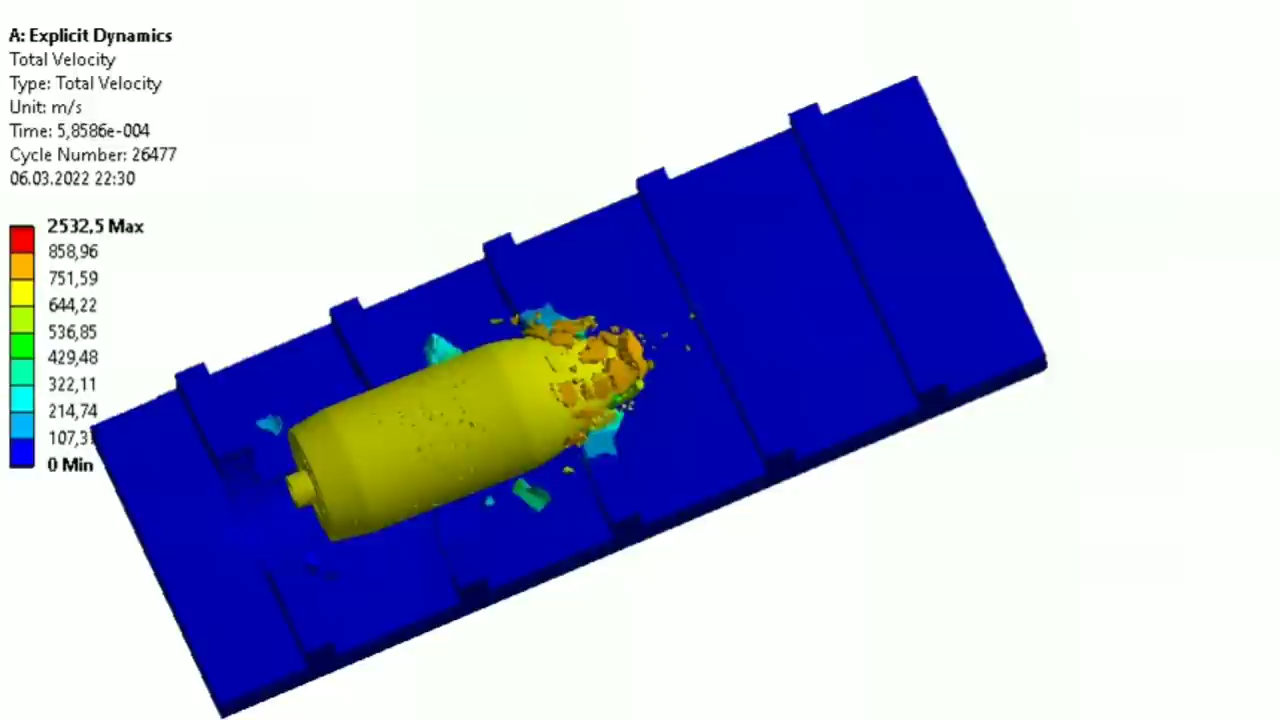 A: Explicit Dynamics
Total Velocity
Type: Total Velocity
Unit: m/s
Time: 5,8586e-004
Cycle Number: 26477
06.03.2022 22:30
2532,5 Max
858,96
751,59
644,22
536,85
429,48
322,11
214,74
107,3
0 Min